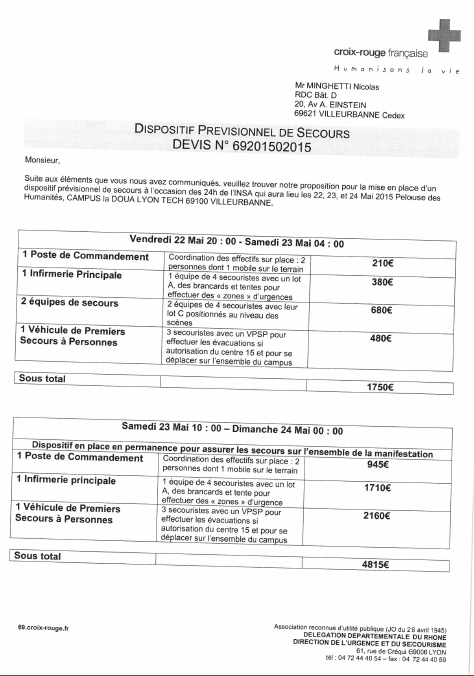 croix-rouge française
Humanisons la vie
Mr MINGHETTI Nicolas
RDC Bât. D
20, Av A. EINSTEIN
69621 VILLEURBANNE Cedex
DISPOSITIF PREVISIONNEL DE SECOURS
DEVIS N° 69201502015
Monsieur,
Suite aux éléments que vous nous avez communiqués, veuillez trouver notre proposition pour la mise en place d'un
dispositif prévisionnel de secours à l'occasion des 24h de l'INSA qui aura lieu les 22, 23, et 24 Mai 2015 Pelouse des
Humanités, CAMPUS la DOUA LYON TECH 69100 VILLEURBANNE.
Vendredi 22 Mai 20 : 00 - Samedi 23 Mai 04 : 00
1 Poste de Commandement
Coordination des effectifs sur place : 2
personnes dont 1 mobile sur le terrain
210€
1 Infirmerie Principale
1 équipe de 4 secouristes avec un lot
A, des brancards et tentes pour
effectuer des « zones » d'urgences
380€
2 équipes de secours
2 équipes de 4 secouristes avec leur
lot C positionnés au niveau des
scènes
680€
1 Véhicule de Premiers
Secours à Personnes
3 secouristes avec un VPSP pour
effectuer les évacuations si
autorisation du centre 15 et pour se
déplacer sur l'ensemble du campus
480€
Sous total
1750€
Samedi 23 Mai 10 : 00 – Dimanche 24 Mai 00 : 00
Dispositif en place en permanence pour assurer les secours sur l'ensemble de la manifestation
1 Poste de Commandement
Coordination des effectifs sur place : 2
personnes dont 1 mobile sur le terrain
945€
1 Infirmerie principale
1 équipe de 4 secouristes avec un lot
A, des brancards et tente pour
effectuer des « zones » d'urgence
1710€
1 Véhicule de Premiers
Secours à Personnes
3 secouristes avec un VPSP pour
effectuer les évacuations si
autorisation du centre 15 et pour se
déplacer sur l'ensemble du campus
2160€
Sous total
4815€
69.croix-rouge.fr
Association reconnue d'utilité publique (JO du 28 avril 1945)
DELEGATION DEPARTEMENTALE DU RHONE
DIRECTION DE L'URGENCE ET DU SECOURISME
61, rue de Créqui 69006 LYON
tél : 04 72 44 40 54 – fax : 04 72 44 40 59